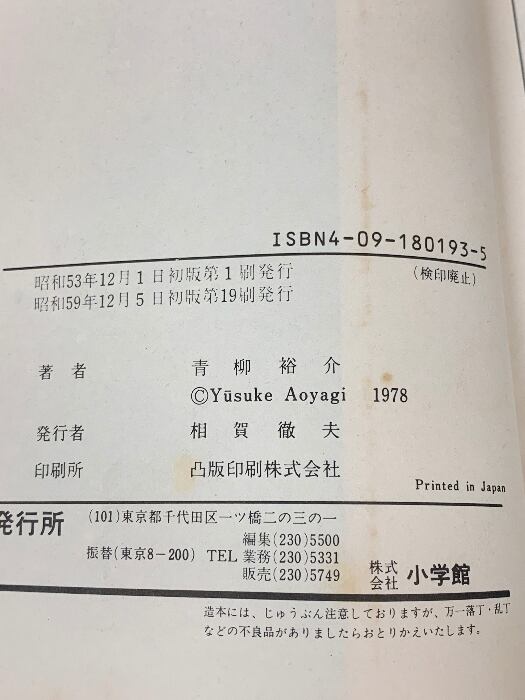 ISBN4-09-180193-5
昭和53年12月1日初版第1刷発行
(検印廃止)
昭和59年12月5日初版第19刷発行
著者 青柳裕介
©Yūsuke Aoyagi 1978
発行者 相賀徹夫
印刷所 凸版印刷株式会社
Printed in Japan
発行所 (101)東京都千代田区一ツ橋二の三の一
編集(230)5500
振替(東京8-200) TEL業務(230)5331
販売(230)5749
株式会社 小学館
造本には、じゅうぶん注意しておりますが、万一落丁・乱丁
などの不良品がありましたらおとりかえいたします。